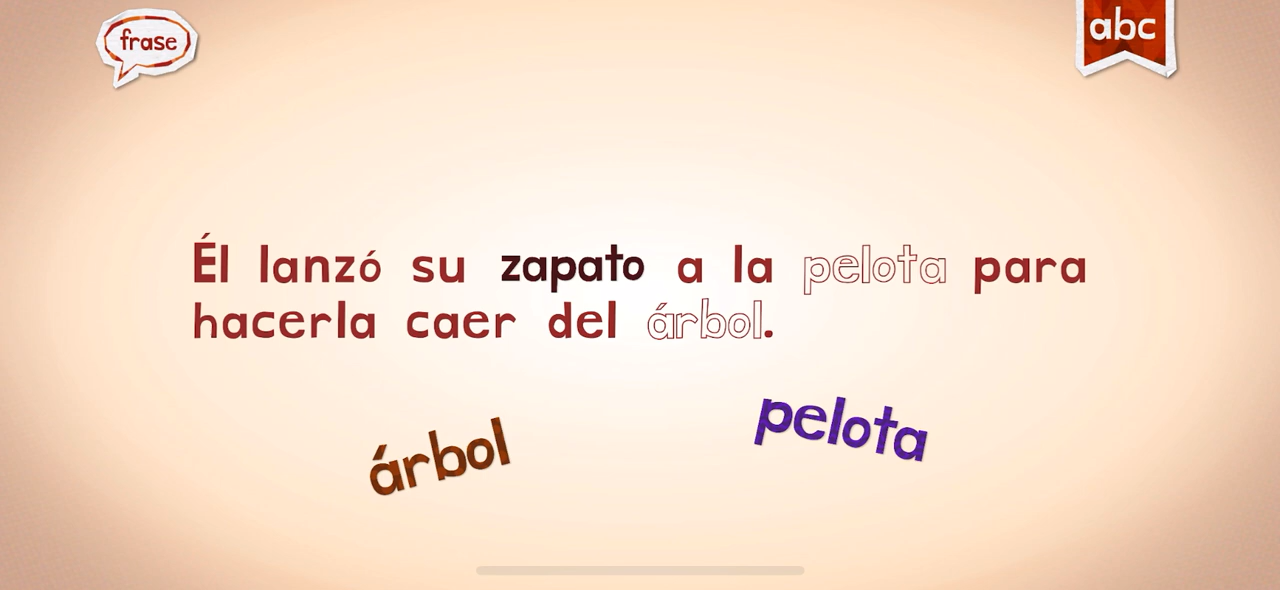 frase
abc
Él lanzó su zapato a la pelota para
hacerla caer del árbol.
árbol
pelota